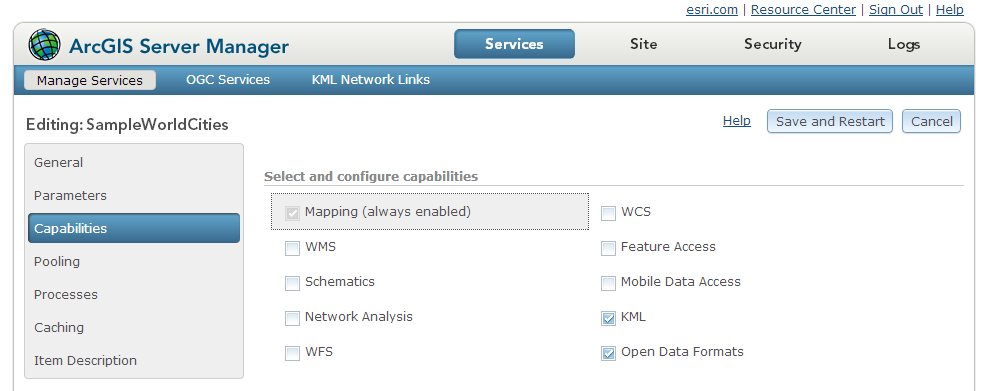 esri.com | Resource Center | Sign Out | Help
ArcGIS Server Manager Services Site Security Logs
Manage Services OGC Services KML Network Links
Editing: SampleWorldCities Help Save and Restart Cancel
General
Parameters
Capabilities
Pooling
Processes
Caching
Item Description
Select and configure capabilities
Mapping (always enabled) WCS
WMS Feature Access
Schematics Mobile Data Access
Network Analysis KML
WFS Open Data Formats